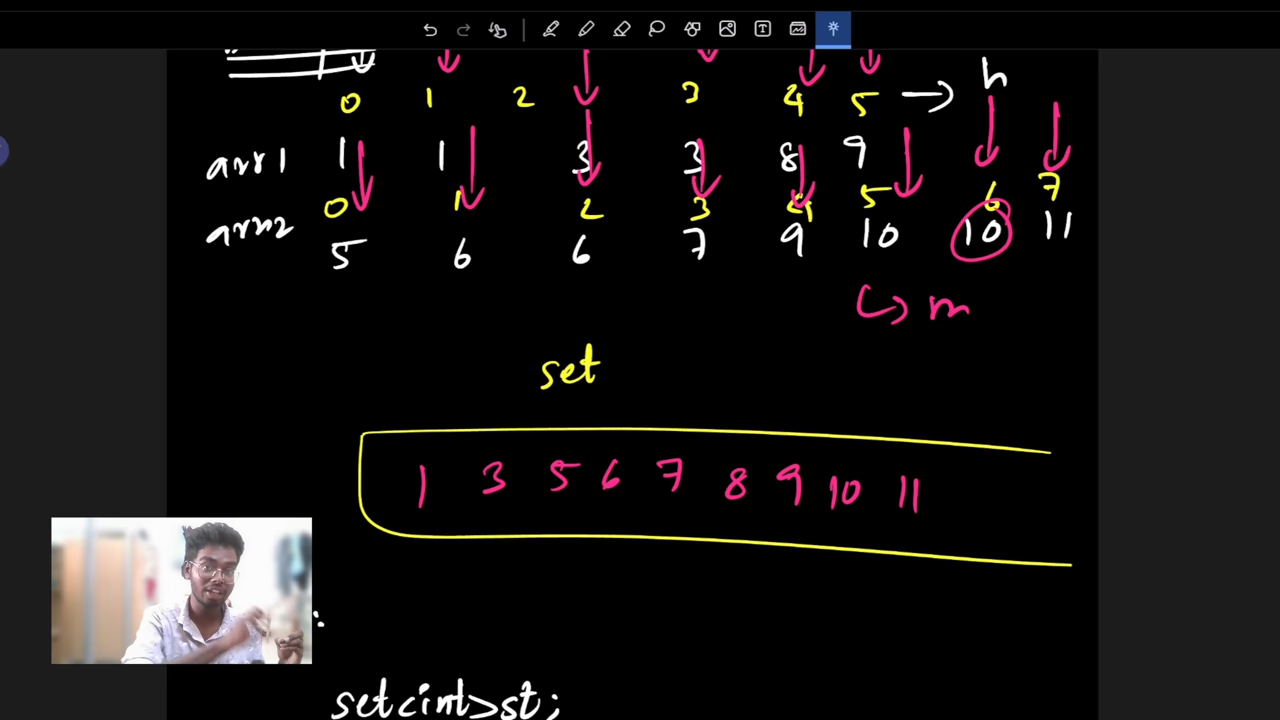 0 1 2 3 4 5 → n
arr1 1 1 3 3 8 9
0 1 2 3 4 5 6 7
arr2 5 6 6 7 9 10 10 11
↪ m
set
1 3 5 6 7 8 9 10 11
:
set<int>st;